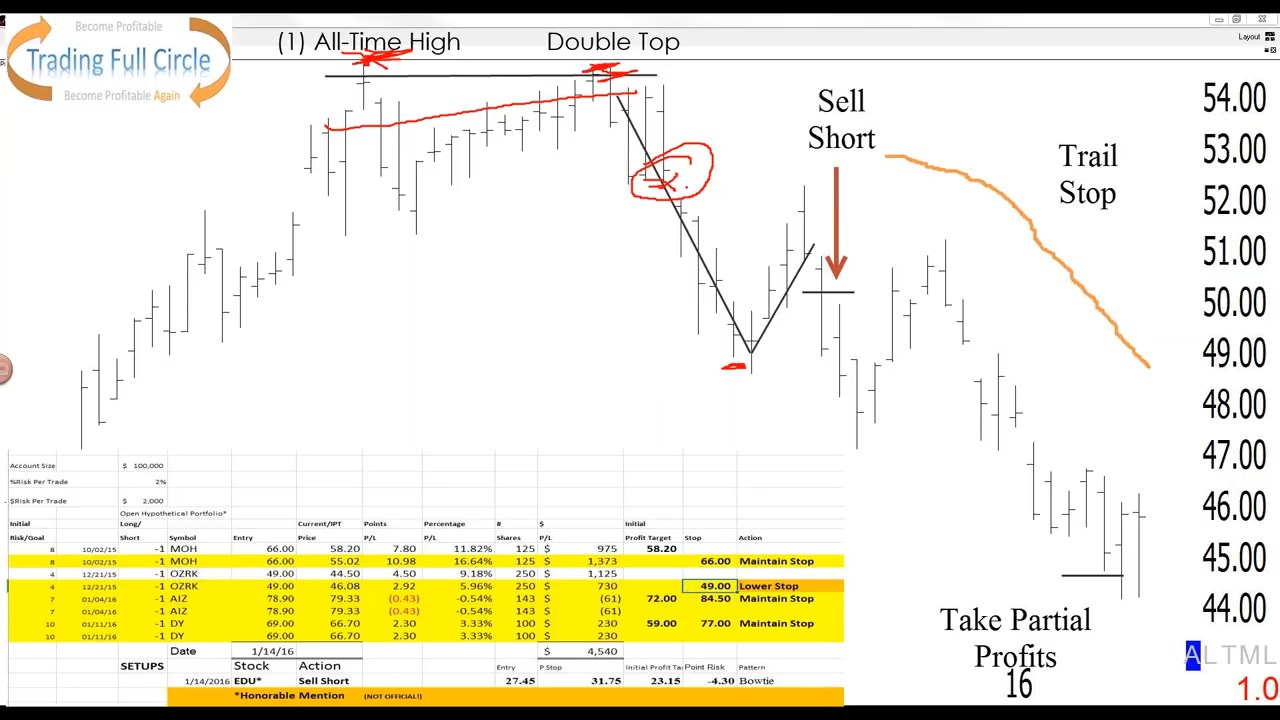 Become Profitable
Trading Full Circle
Become Profitable Again
(1) All-Time High Double Top
Layout
Sell
Short
Trail
Stop
54.00
53.00
52.00
51.00
50.00
49.00
48.00
47.00
46.00
45.00
44.00
Take Partial
Profits
16
ALTML
1.0
Account Size $ 100,000
%Risk Per Trade 2%
$Risk Per Trade $ 2,000
Open Hypothetical Portfolio*
Initial Long/ Current/IPT Points Percentage # $ Initial
Risk/Goal Short Symbol Entry Price P/L P/L Shares P/L Profit Target Stop Action
8 10/02/15 -1 MOH 66.00 58.20 7.80 11.82% 125 $ 975 58.20
8 10/02/15 -1 MOH 66.00 55.02 10.98 16.64% 125 $ 1,373 66.00 Maintain Stop
4 12/21/15 -1 OZRK 49.00 44.50 4.50 9.18% 250 $ 1,125
4 12/21/15 -1 OZRK 49.00 46.08 2.92 5.96% 250 $ 730 49.00 Lower Stop
7 01/04/16 -1 AIZ 78.90 79.33 (0.43) -0.54% 143 $ (61) 72.00 84.50 Maintain Stop
7 01/04/16 -1 AIZ 78.90 79.33 (0.43) -0.54% 143 $ (61)
10 01/11/16 -1 DY 69.00 66.70 2.30 3.33% 100 $ 230 59.00 77.00 Maintain Stop
10 01/11/16 -1 DY 69.00 66.70 2.30 3.33% 100 $ 230
Date 1/14/16 $ 4,540
SETUPS Stock Action Entry P.Stop Initial Profit Tar Point Risk Pattern
1/14/2016 EDU* Sell Short 27.45 31.75 23.15 -4.30 Bowtie
*Honorable Mention (NOT OFFICIAL!)